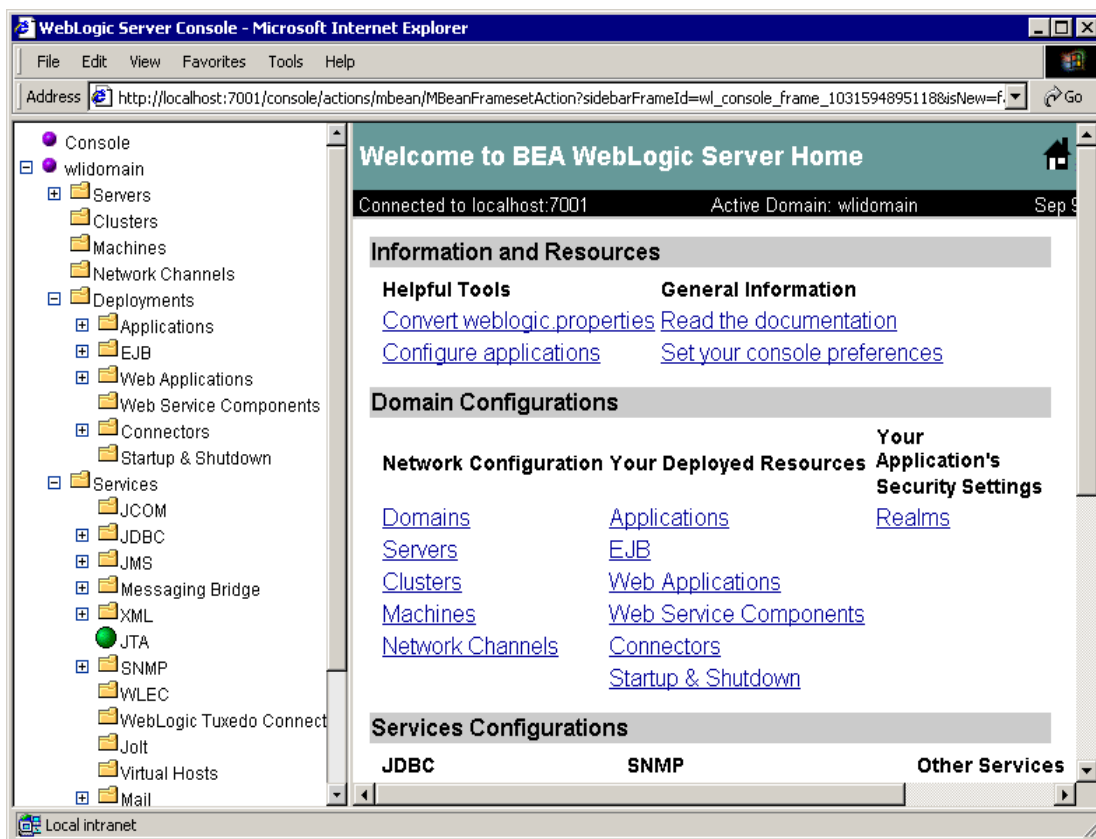 WebLogic Server Console - Microsoft Internet Explorer
File Edit View Favorites Tools Help
Address http://localhost:7001/console/actions/mbean/MBeanFramesetAction?sidebarFrameId=wl_console_frame_1031594895118&isNew=f Go
Console
wlidomain
Servers
Clusters
Machines
Network Channels
Deployments
Applications
EJB
Web Applications
Web Service Components
Connectors
Startup & Shutdown
Services
JCOM
JDBC
JMS
Messaging Bridge
XML
JTA
SNMP
WLEC
WebLogic Tuxedo Connect
Jolt
Virtual Hosts
Mail
Welcome to BEA WebLogic Server Home
Connected to localhost:7001 Active Domain: wlidomain Sep
Information and Resources
Helpful Tools General Information
Convert weblogic.properties Read the documentation
Configure applications Set your console preferences
Domain Configurations
Network Configuration Your Deployed Resources Your Application's Security Settings
Domains Applications Realms
Servers EJB
Clusters Web Applications
Machines Web Service Components
Network Channels Connectors
Startup & Shutdown
Services Configurations
JDBC SNMP Other Services
Local intranet